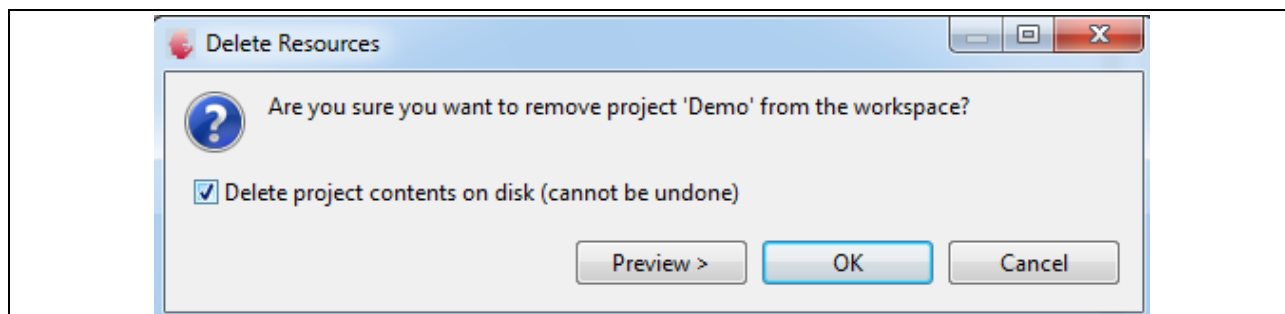 Delete Resources
Are you sure you want to remove project 'Demo' from the workspace?
Delete project contents on disk (cannot be undone)
Preview > OK Cancel